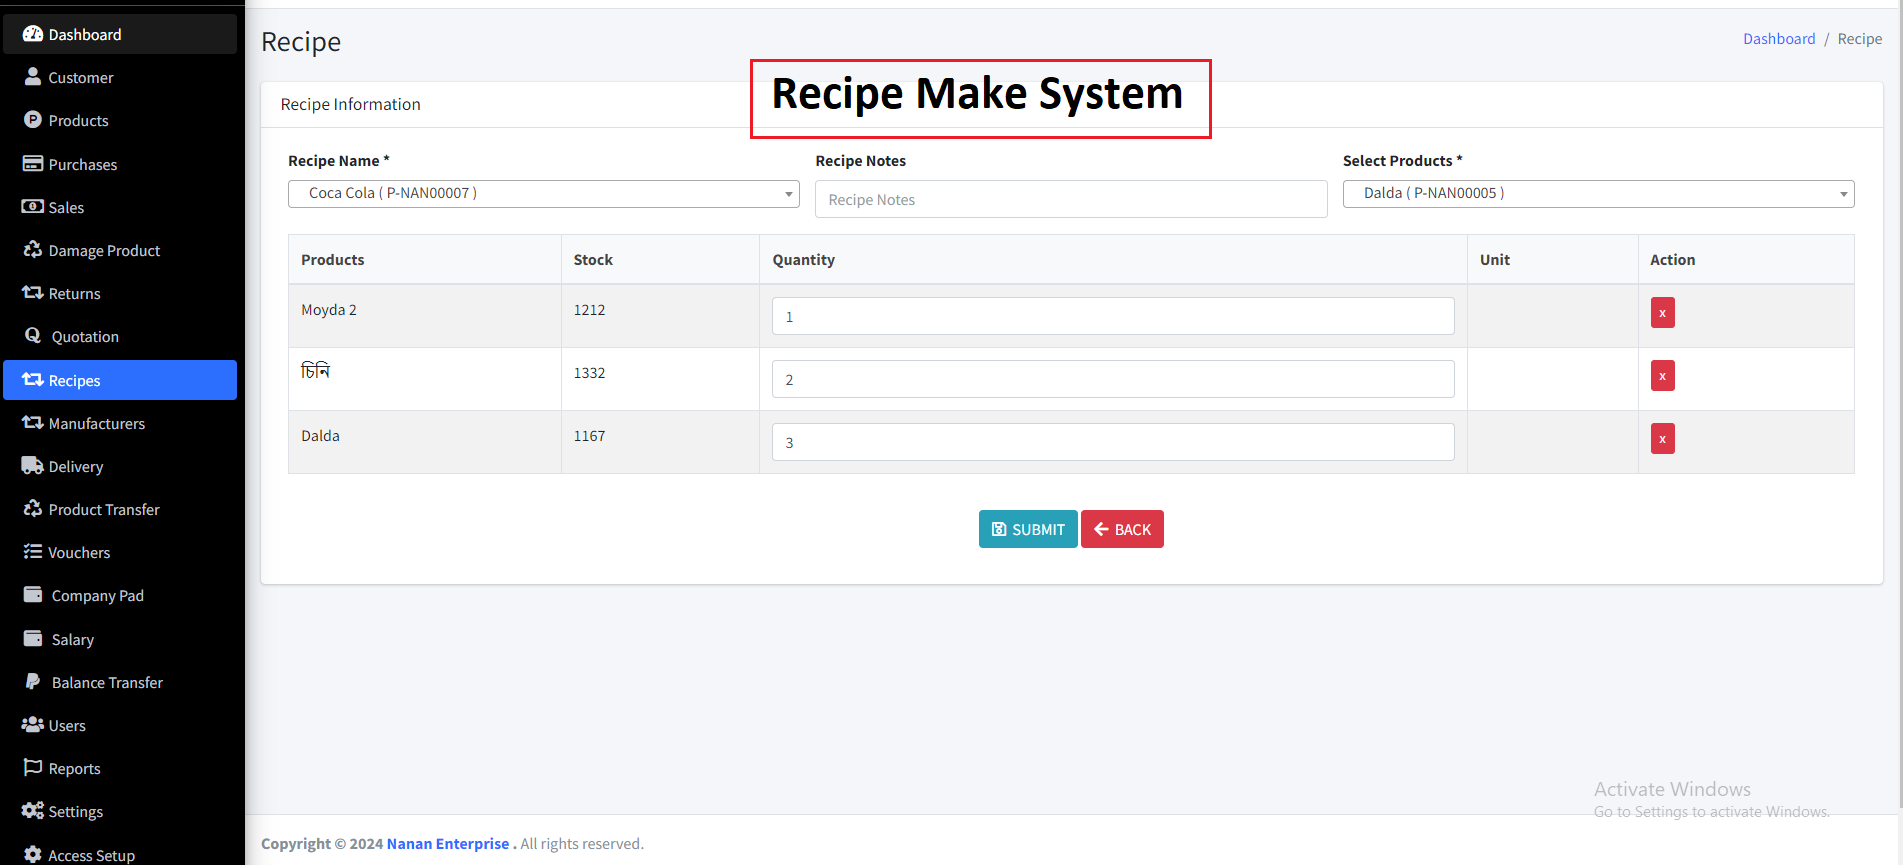 Dashboard
Customer
Products
Purchases
Sales
Damage Product
Returns
Quotation
Recipes
Manufacturers
Delivery
Product Transfer
Vouchers
Company Pad
Salary
Balance Transfer
Users
Reports
Settings
Access Setup
Recipe
Dashboard / Recipe
Recipe Make System
Recipe Information
Recipe Name * Recipe Notes Select Products *
Coca Cola ( P-NAN00007 ) Recipe Notes Dalda ( P-NAN00005 )
Products Stock Quantity Unit Action
Moyda 2 1212 1 x
চিনি 1332 2 x
Dalda 1167 3 x
SUBMIT BACK
Activate Windows
Go to Settings to activate Windows.
Copyright © 2024 Nanan Enterprise . All rights reserved.